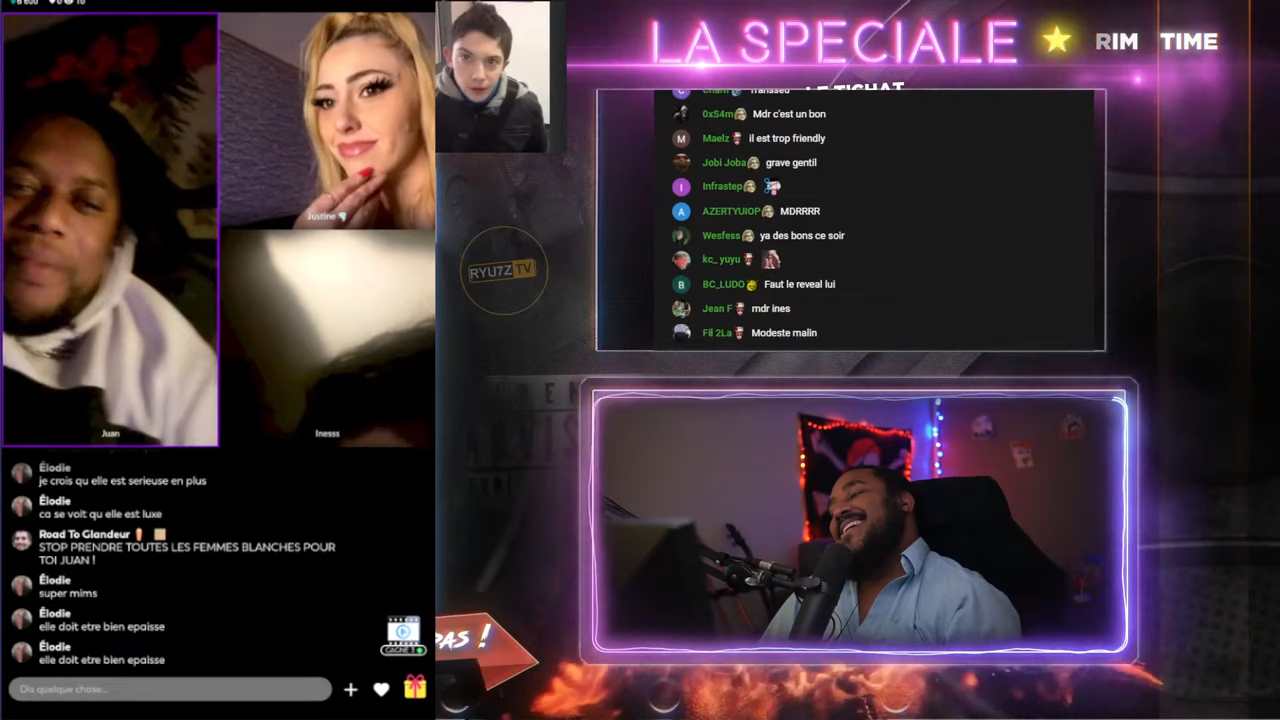 Justine
Juan
Inesss
Élodie
je crois qu elle est serieuse en plus
Élodie
ca se voit qu elle est luxe
Road To Glandeur
STOP PRENDRE TOUTES LES FEMMES BLANCHES POUR
TOI JUAN !
Élodie
super mims
Élodie
elle doit etre bien epaisse
Élodie
elle doit etre bien epaisse
Dis quelque chose...
PAS !
RYU7Z TV
LA SPECIALE
RIM TIME
0xS4m Mdr c'est un bon
M Maelz il est trop friendly
Jobi Joba grave gentil
I Infrastep
A AZERTYUIOP MDRRRR
Wesfess ya des bons ce soir
kc_ yuyu
B BC_LUDO Faut le reveal lui
Jean F mdr ines
Fil 2La Modeste malin